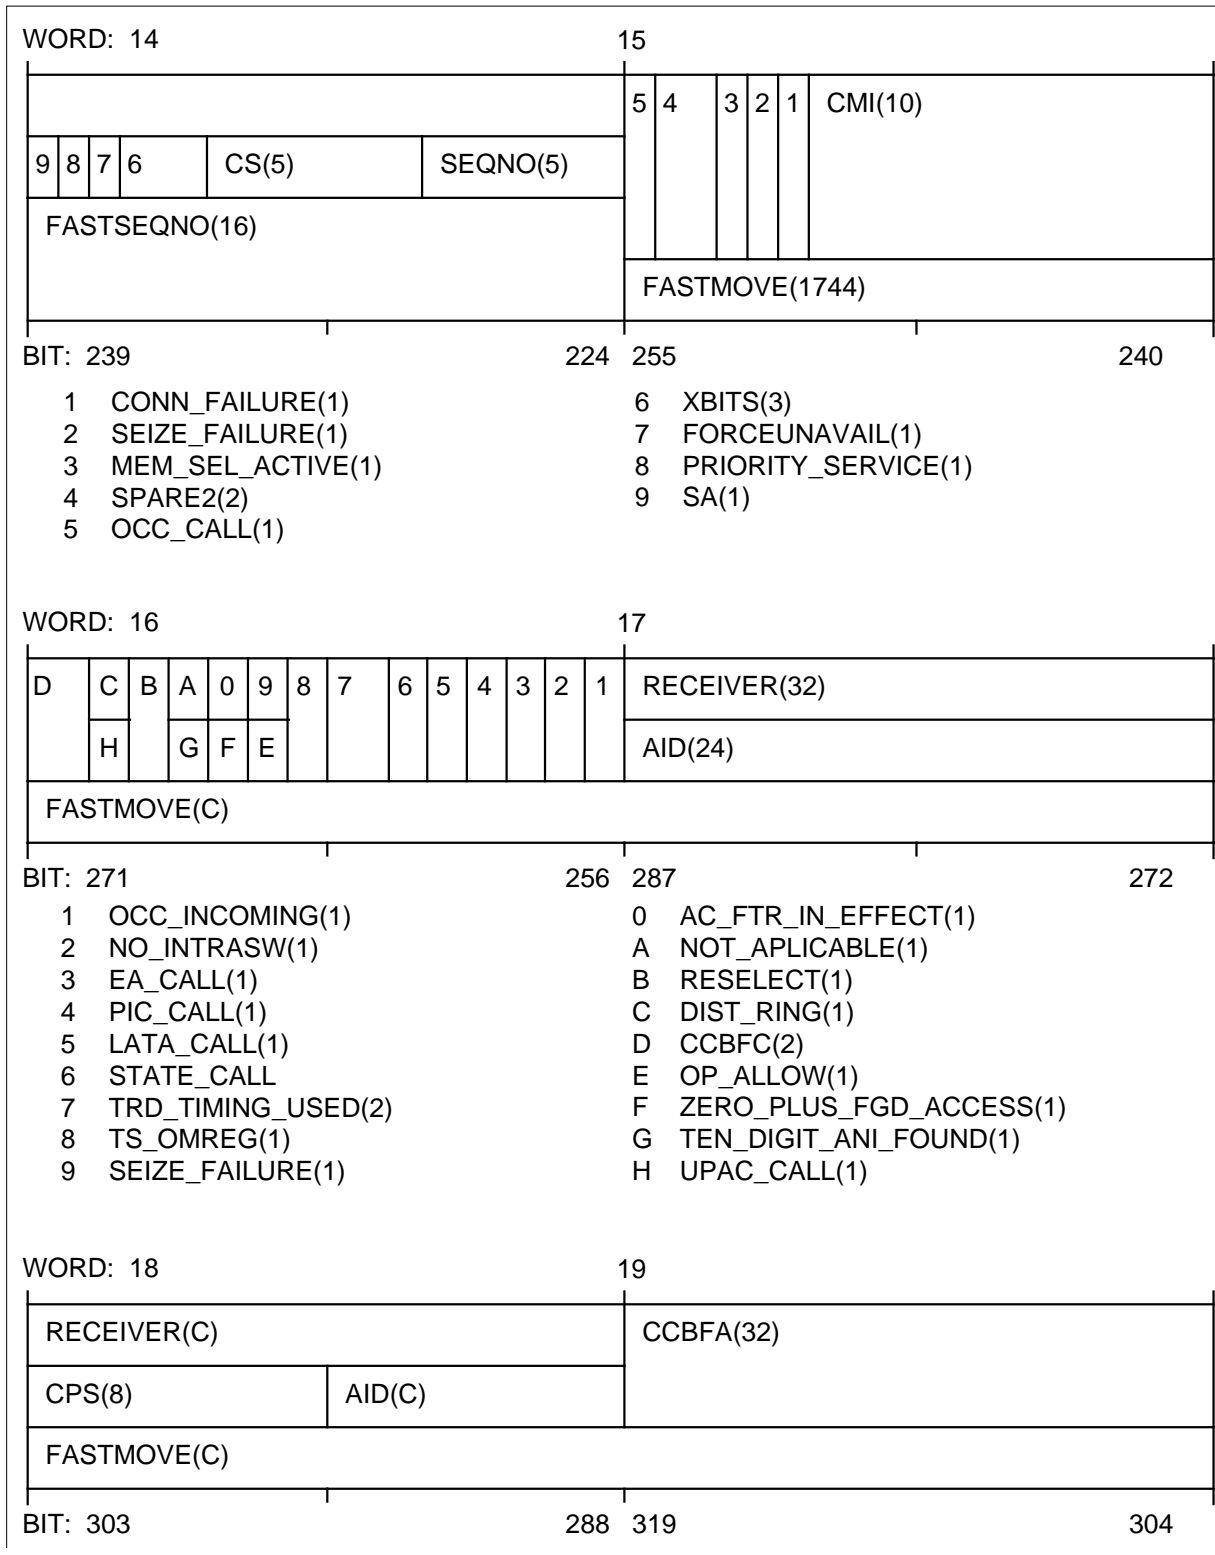 WORD: 14 15
5 4 3 2 1 CMI(10)
9 8 7 6 CS(5) SEQNO(5)
FASTSEQNO(16)
FASTMOVE(1744)
BIT: 239 224 255 240
1 CONN_FAILURE(1) 6 XBITS(3)
2 SEIZE_FAILURE(1) 7 FORCEUNAVAIL(1)
3 MEM_SEL_ACTIVE(1) 8 PRIORITY_SERVICE(1)
4 SPARE2(2) 9 SA(1)
5 OCC_CALL(1)
WORD: 16 17
D C B A 0 9 8 7 6 5 4 3 2 1 RECEIVER(32)
H G F E AID(24)
FASTMOVE(C)
BIT: 271 256 287 272
1 OCC_INCOMING(1) 0 AC_FTR_IN_EFFECT(1)
2 NO_INTRASW(1) A NOT_APLICABLE(1)
3 EA_CALL(1) B RESELECT(1)
4 PIC_CALL(1) C DIST_RING(1)
5 LATA_CALL(1) D CCBFC(2)
6 STATE_CALL E OP_ALLOW(1)
7 TRD_TIMING_USED(2) F ZERO_PLUS_FGD_ACCESS(1)
8 TS_OMREG(1) G TEN_DIGIT_ANI_FOUND(1)
9 SEIZE_FAILURE(1) H UPAC_CALL(1)
WORD: 18 19
RECEIVER(C) CCBFA(32)
CPS(8) AID(C)
FASTMOVE(C)
BIT: 303 288 319 304